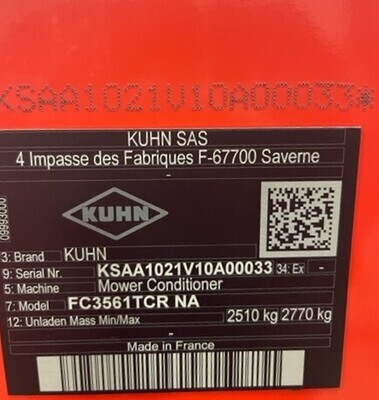 KSAA1021V10A00033*
KUHN SAS
4 Impasse des Fabriques F-67700 Saverne
-
KUHN
09993000
3: Brand KUHN
9: Serial Nr. KSAA1021V10A00033 34: Ex -
5: Machine Mower Conditioner
7: Model FC3561TCR NA
12: Unladen Mass Min/Max 2510 kg 2770 kg
-
Made in France